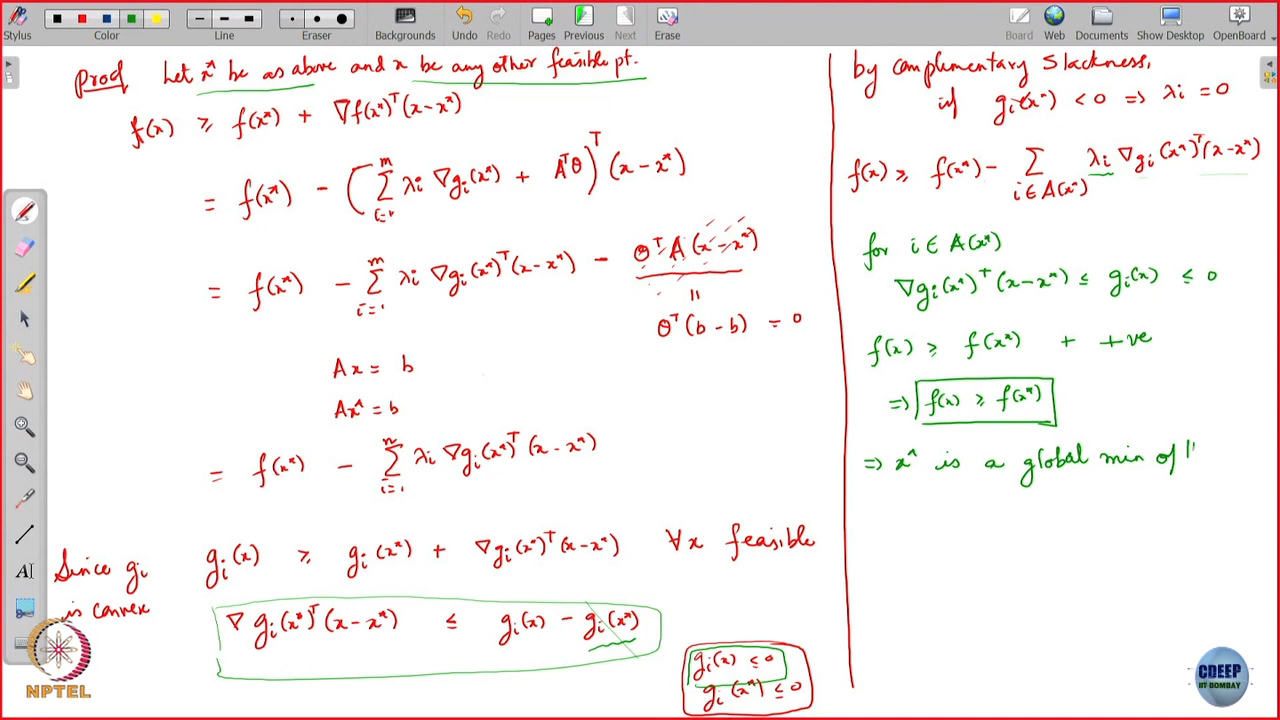 Stylus
Color
Line
Eraser
Backgrounds
Undo
Redo
Pages
Previous
Next
Erase
Board
Web
Documents
Show Desktop
OpenBoard
Proof Let x* be as above and x be any other feasible pt.
f(x) ≥ f(x*) + ∇f(x*)ᵀ(x-x*)
= f(x*) - (∑_{i=1}^{m} λi ∇gi(x*) + Aᵀθ)ᵀ (x-x*)
= f(x*) - ∑_{i=1}^{m} λi ∇gi(x*)ᵀ(x-x*) - θᵀA(x-x*)
||
θᵀ(b-b) = 0
Ax = b
Ax* = b
= f(x*) - ∑_{i=1}^{m} λi ∇gi(x*)ᵀ(x-x*)
Since gi is convex
gi(x) ≥ gi(x*) + ∇gi(x*)ᵀ(x-x*) ∀x feasible
∇gi(x*)ᵀ(x-x*) ≤ gi(x) - gi(x*)
gi(x) ≤ 0
gi(x*) ≤ 0
by complimentary slackness,
if gi(x*) < 0 ⇒ λi = 0
f(x) ≥ f(x*) - ∑_{i∈A(x*)} λi ∇gi(x*)ᵀ(x-x*)
for i ∈ A(x*)
∇gi(x*)ᵀ(x-x*) ≤ gi(x) ≤ 0
f(x) ≥ f(x*) + +ve
⇒ f(x) ≥ f(x*)
⇒ x* is a global min of
NPTEL
CDEEP
IIT BOMBAY